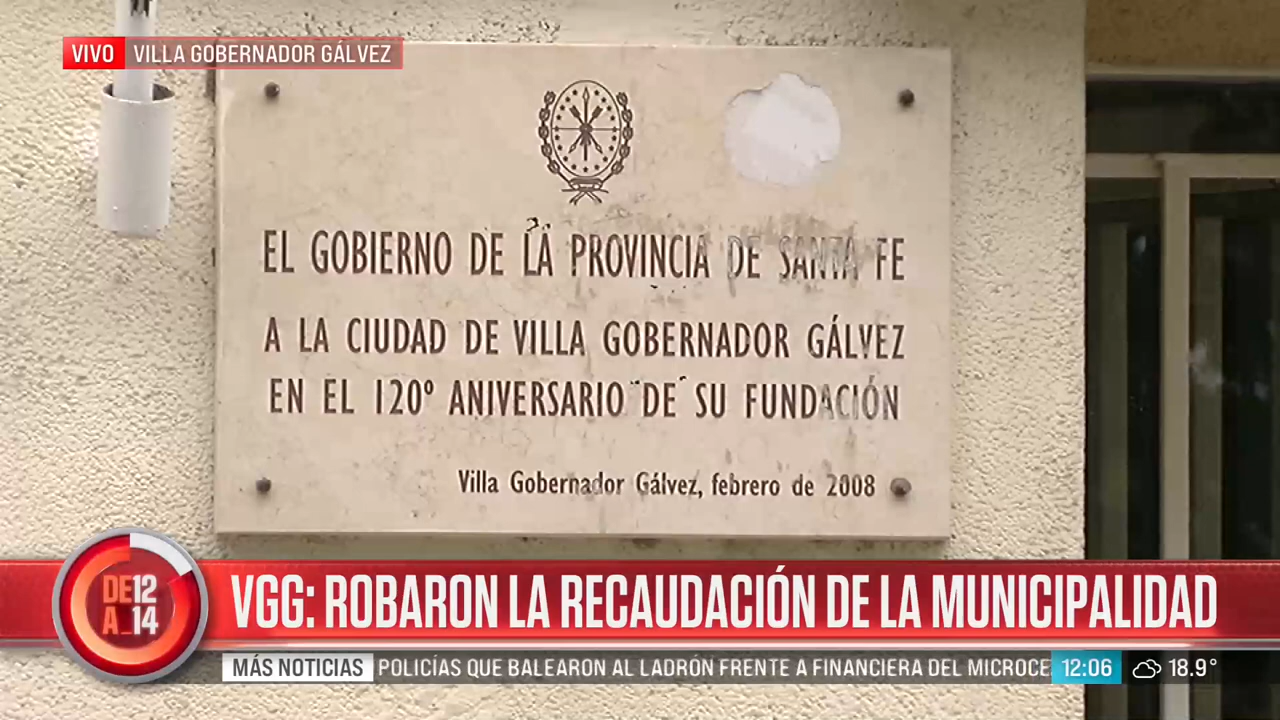 VIVO VILLA GOBERNADOR GÁLVEZ
EL GOBIERNO DE LA PROVINCIA DE SANTA FE
A LA CIUDAD DE VILLA GOBERNADOR GÁLVEZ
EN EL 120º ANIVERSARIO DE SU FUNDACIÓN
Villa Gobernador Gálvez, febrero de 2008
DE12
A_14
VGG: ROBARON LA RECAUDACIÓN DE LA MUNICIPALIDAD
MÁS NOTICIAS POLICÍAS QUE BALEARON AL LADRÓN FRENTE A FINANCIERA DEL MICROCE 12:06 18.9°